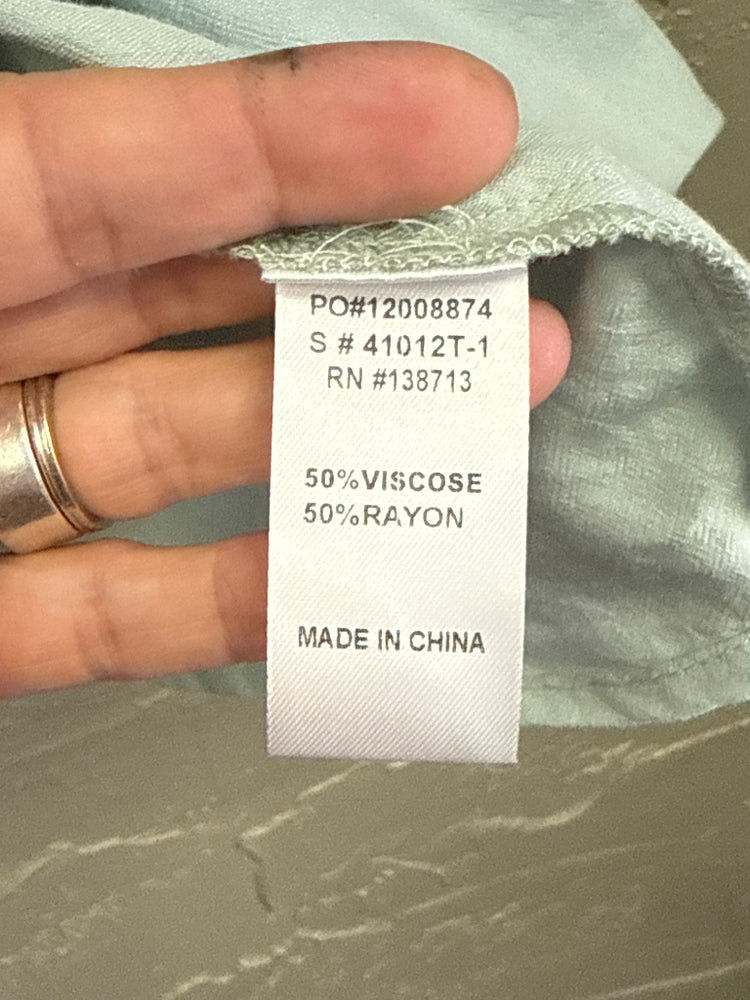 PO#12008874
S # 41012T-1
RN #138713
50%VISCOSE
50%RAYON
MADE IN CHINA